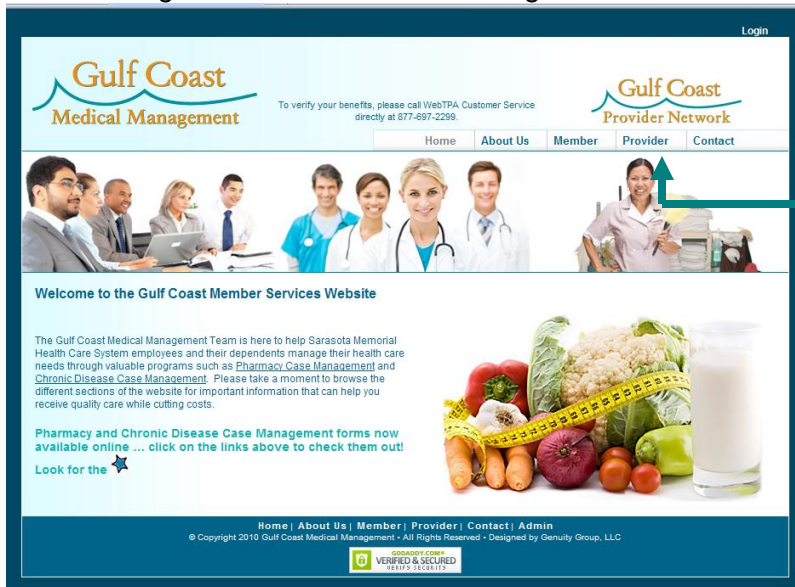 Login
Gulf Coast
Medical Management
To verify your benefits, please call WebTPA Customer Service
directly at 877-697-2299.
Gulf Coast
Provider Network
Home About Us Member Provider Contact
Welcome to the Gulf Coast Member Services Website
The Gulf Coast Medical Management Team is here to help Sarasota Memorial
Health Care System employees and their dependents manage their health care
needs through valuable programs such as Pharmacy Case Management and
Chronic Disease Case Management. Please take a moment to browse the
different sections of the website for important information that can help you
receive quality care while cutting costs.
Pharmacy and Chronic Disease Case Management forms now
available online ... click on the links above to check them out!
Look for the
Home | About Us | Member | Provider | Contact | Admin
© Copyright 2010 Gulf Coast Medical Management • All Rights Reserved • Designed by Genuity Group, LLC
GODADDY.COM®
VERIFIED & SECURED
VERIFY SECURITY